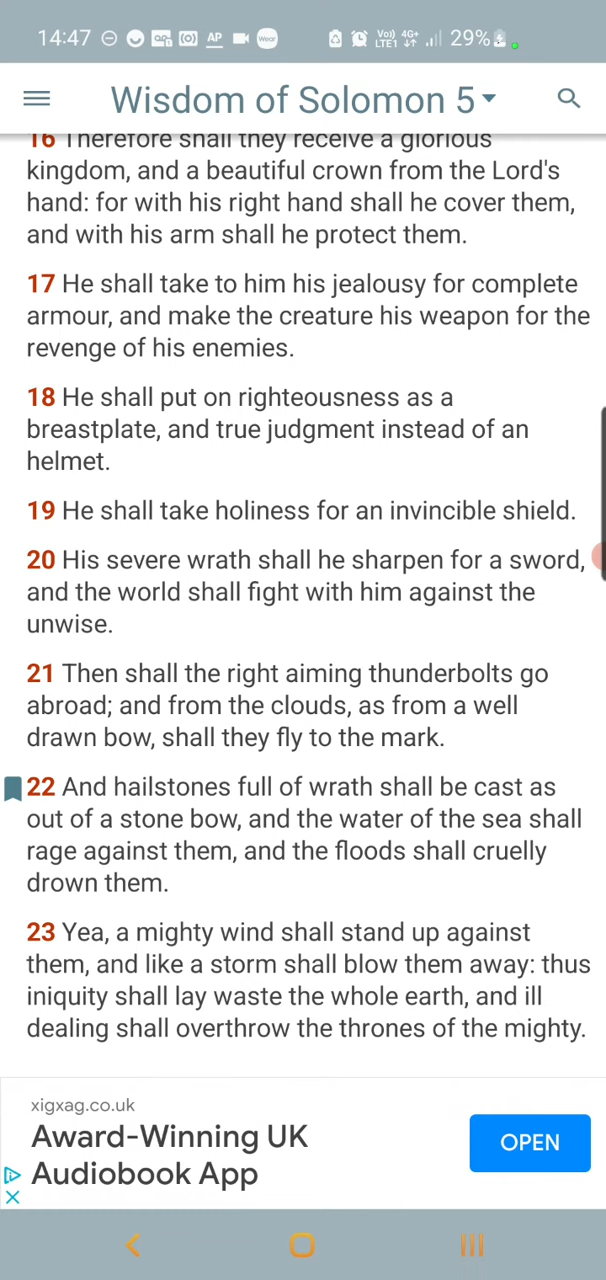 14:47 AP Wear Vo)) LTE1 4G+ 29%
Wisdom of Solomon 5
16 Therefore shall they receive a glorious
kingdom, and a beautiful crown from the Lord's
hand: for with his right hand shall he cover them,
and with his arm shall he protect them.
17 He shall take to him his jealousy for complete
armour, and make the creature his weapon for the
revenge of his enemies.
18 He shall put on righteousness as a
breastplate, and true judgment instead of an
helmet.
19 He shall take holiness for an invincible shield.
20 His severe wrath shall he sharpen for a sword,
and the world shall fight with him against the
unwise.
21 Then shall the right aiming thunderbolts go
abroad; and from the clouds, as from a well
drawn bow, shall they fly to the mark.
22 And hailstones full of wrath shall be cast as
out of a stone bow, and the water of the sea shall
rage against them, and the floods shall cruelly
drown them.
23 Yea, a mighty wind shall stand up against
them, and like a storm shall blow them away: thus
iniquity shall lay waste the whole earth, and ill
dealing shall overthrow the thrones of the mighty.
xigxag.co.uk
Award-Winning UK
Audiobook App
OPEN